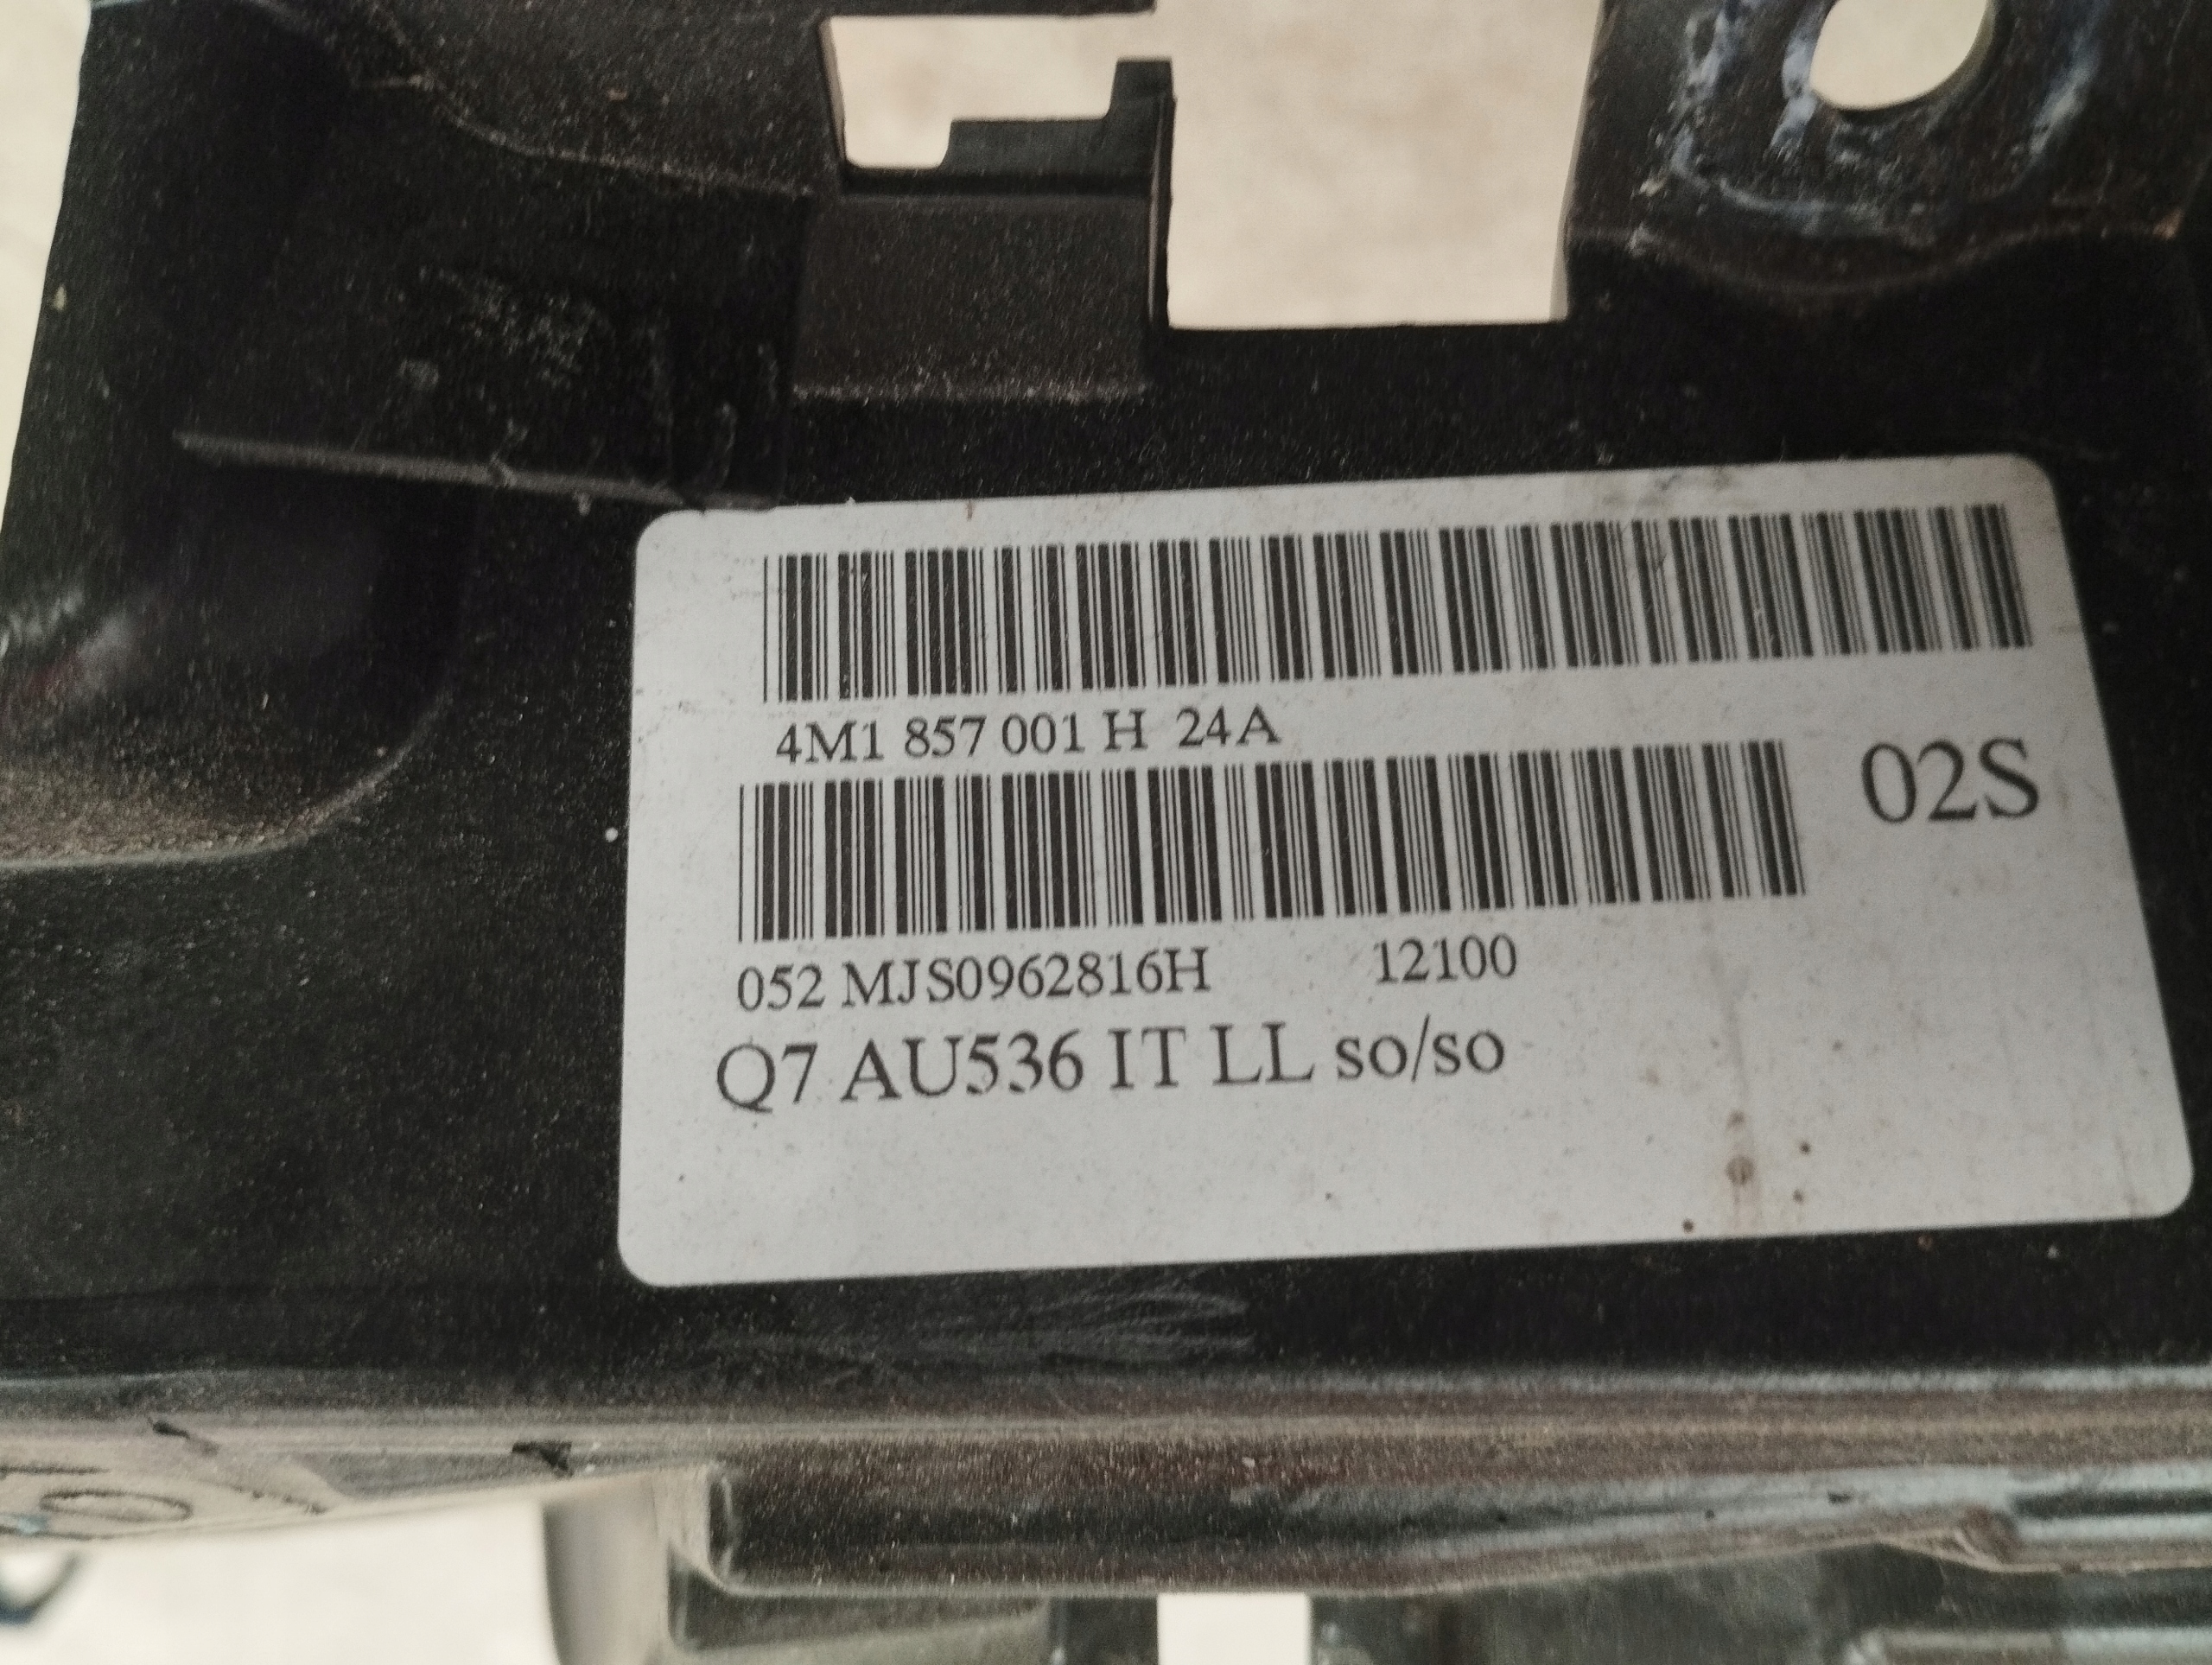 4M1 857 001 H 24A
02S
052 MJS0962816H 12100
Q7 AU536 IT LL so/so